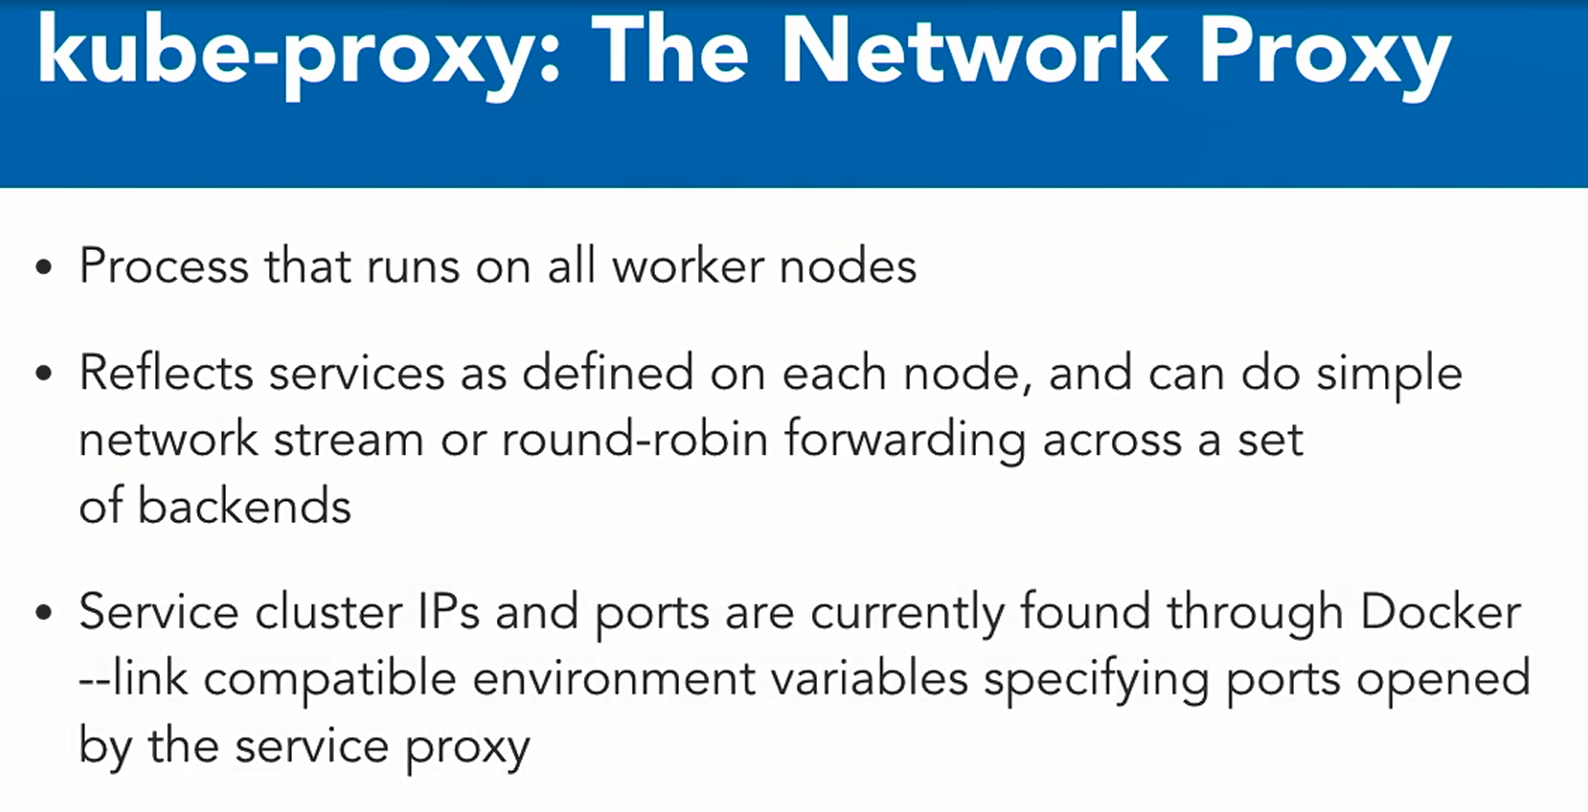 kube-proxy: The Network Proxy
• Process that runs on all worker nodes
• Reflects services as defined on each node, and can do simple
network stream or round-robin forwarding across a set
of backends
• Service cluster IPs and ports are currently found through Docker
--link compatible environment variables specifying ports opened
by the service proxy